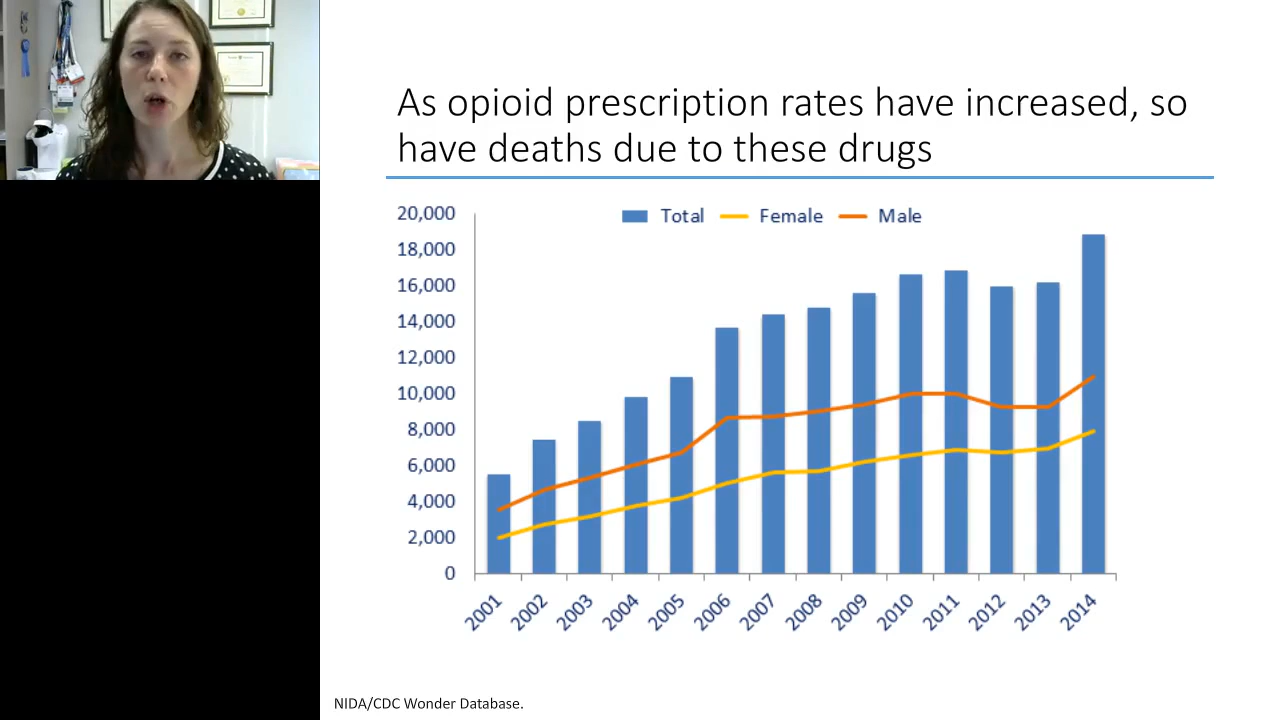 As opioid prescription rates have increased, so
have deaths due to these drugs
Total Female Male
20,000
18,000
16,000
14,000
12,000
10,000
8,000
6,000
4,000
2,000
0
2001 2002 2003 2004 2005 2006 2007 2008 2009 2010 2011 2012 2013 2014
NIDA/CDC Wonder Database.